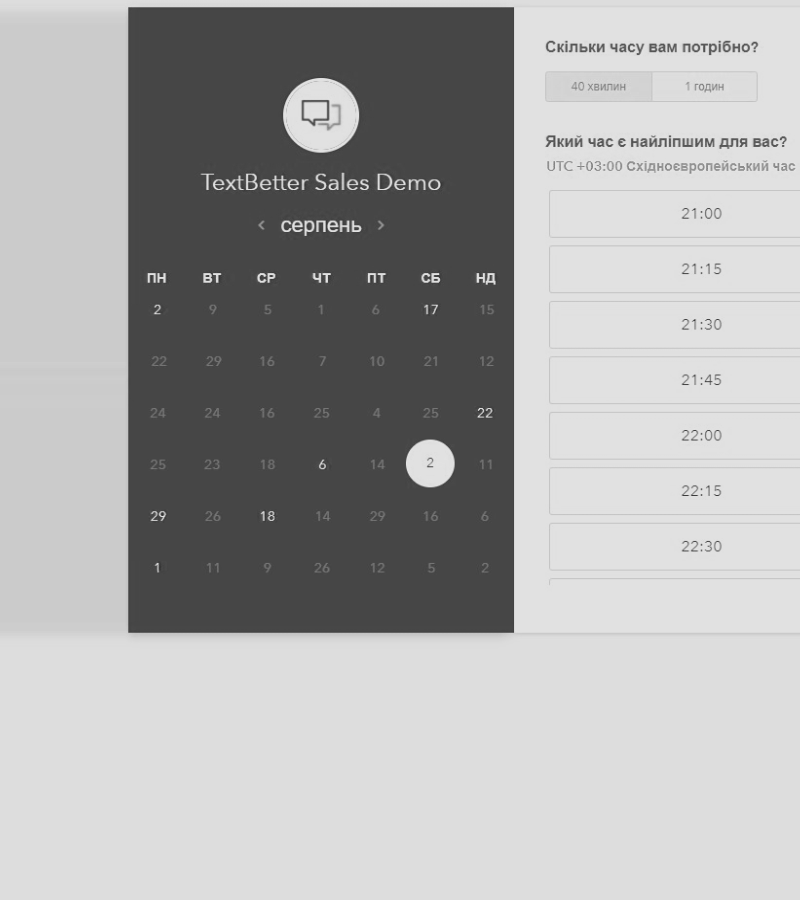 TextBetter Sales Demo
серпень
ПН ВТ СР ЧТ ПТ СБ НД
2 9 5 1 6 17 15
22 29 16 7 10 21 12
24 24 16 25 4 25 22
25 23 18 6 14 2 11
29 26 18 14 29 16 6
1 11 9 26 12 5 2
Скільки часу вам потрібно?
40 хвилин 1 годин
Який час є найліпшим для вас?
UTC +03:00 Східноєвропейський час
21:00
21:15
21:30
21:45
22:00
22:15
22:30